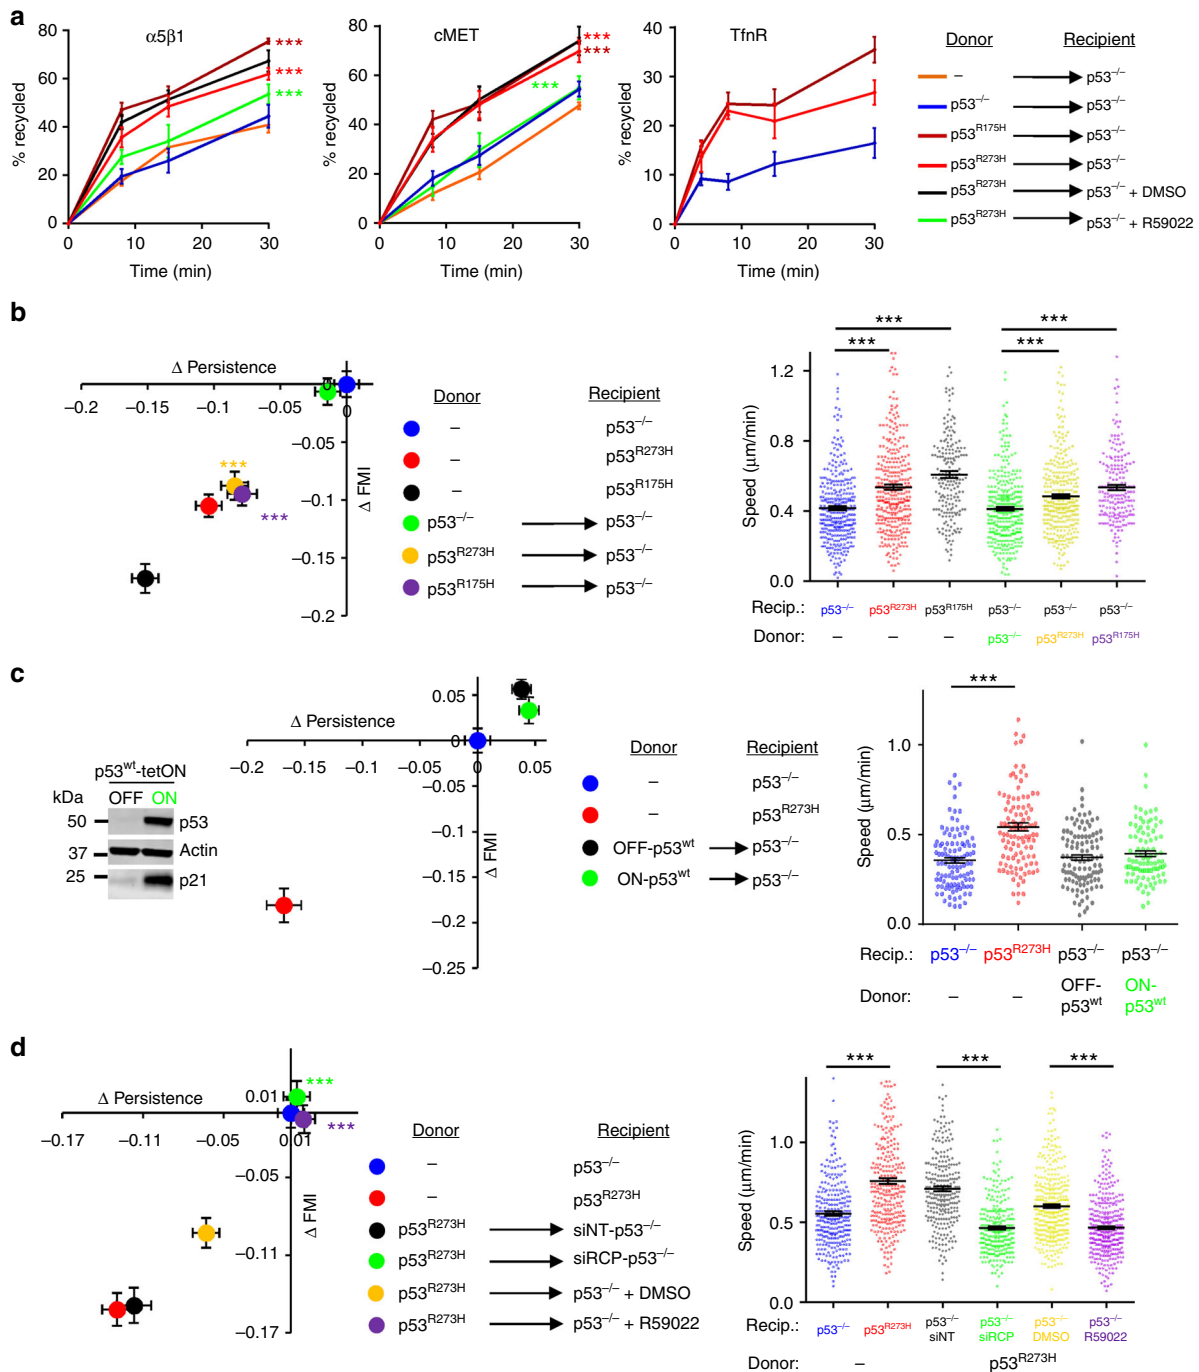 a
α5β1
cMET
TfnR
Donor Recipient
% recycled
80
60
40
20
0
0 10 20 30
Time (min)
***
***
***
% recycled
80
60
40
20
0
0 10 20 30
Time (min)
***
***
***
% recycled
40
30
20
10
0
0 10 20 30
Time (min)
– p53–/–
p53–/– p53–/–
p53R175H p53–/–
p53R273H p53–/–
p53R273H p53–/– + DMSO
p53R273H p53–/– + R59022
b
Δ Persistence
–0.2 –0.15 –0.1 –0.05 0
0
–0.05
–0.1
–0.15
–0.2
Δ FMI
***
***
Donor Recipient
– p53–/–
– p53R273H
– p53R175H
p53–/– p53–/–
p53R273H p53–/–
p53R175H p53–/–
Speed (μm/min)
1.2
0.8
0.4
0.0
***
***
***
***
Recip.: p53–/– p53R273H p53R175H p53–/– p53–/– p53–/–
Donor: – – – p53–/– p53R273H p53R175H
c
p53wt-tetON
kDa OFF ON
50 p53
37 Actin
25 p21
Δ Persistence
–0.2 –0.15 –0.1 –0.05 0 0.05
0.05
0
–0.05
–0.1
–0.15
–0.2
–0.25
Δ FMI
Donor Recipient
– p53–/–
– p53R273H
OFF-p53wt p53–/–
ON-p53wt p53–/–
Speed (μm/min)
1.0
0.5
0.0
***
Recip.: p53–/– p53R273H p53–/– p53–/–
Donor: – – OFF- ON-
p53wt p53wt
d
Δ Persistence
–0.17 –0.11 –0.05 0.01
0.01
–0.05
–0.11
–0.17
Δ FMI
***
***
Donor Recipient
– p53–/–
– p53R273H
p53R273H siNT-p53–/–
p53R273H siRCP-p53–/–
p53R273H p53–/– + DMSO
p53R273H p53–/– + R59022
Speed (μm/min)
1.0
0.5
0.0
***
***
***
Recip.: p53–/– p53R273H p53–/– p53–/– p53–/– p53–/–
siNT siRCP DMSO R59022
Donor: – p53R273H